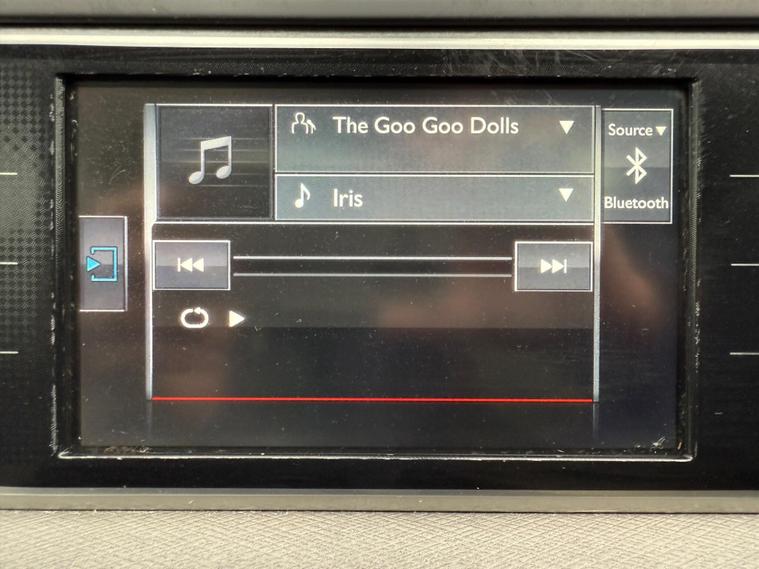 The Goo Goo Dolls
Iris
Source
Bluetooth